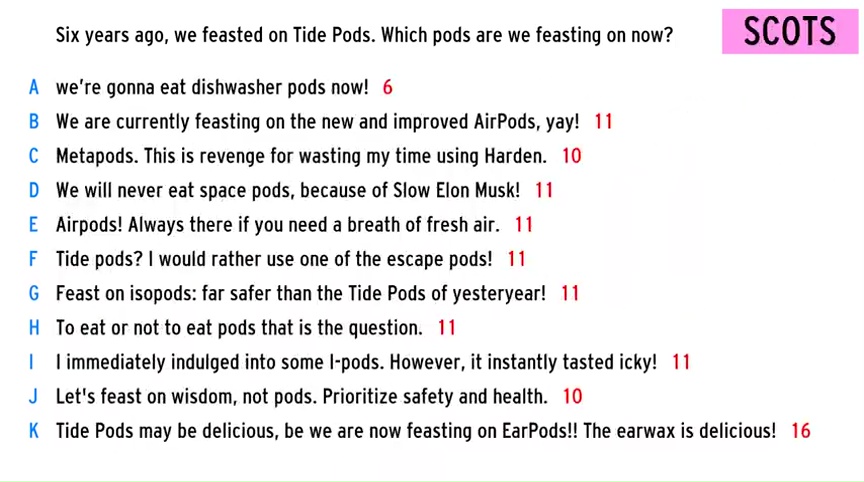 Six years ago, we feasted on Tide Pods. Which pods are we feasting on now?
SCOTS
A we're gonna eat dishwasher pods now! 6
B We are currently feasting on the new and improved AirPods, yay! 11
C Metapods. This is revenge for wasting my time using Harden. 10
D We will never eat space pods, because of Slow Elon Musk! 11
E Airpods! Always there if you need a breath of fresh air. 11
F Tide pods? I would rather use one of the escape pods! 11
G Feast on isopods: far safer than the Tide Pods of yesteryear! 11
H To eat or not to eat pods that is the question. 11
I I immediately indulged into some I-pods. However, it instantly tasted icky! 11
J Let's feast on wisdom, not pods. Prioritize safety and health. 10
K Tide Pods may be delicious, be we are now feasting on EarPods!! The earwax is delicious! 16